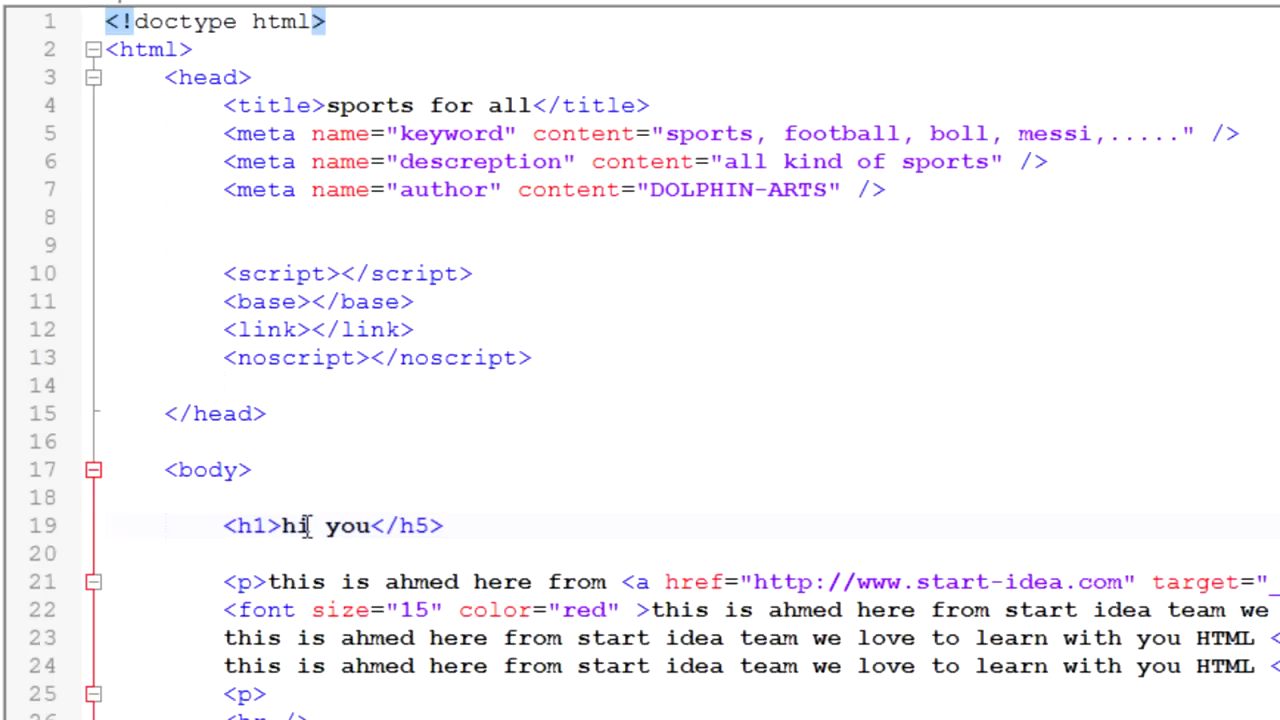 1 <!doctype html>
2 <html>
3 <head>
4 <title>sports for all</title>
5 <meta name="keyword" content="sports, football, boll, messi,....." />
6 <meta name="descreption" content="all kind of sports" />
7 <meta name="author" content="DOLPHIN-ARTS" />
8
9
10 <script></script>
11 <base></base>
12 <link></link>
13 <noscript></noscript>
14
15 </head>
16
17 <body>
18
19 <h1>hi you</h5>
20
21 <p>this is ahmed here from <a href="http://www.start-idea.com" target="_
22 <font size="15" color="red" >this is ahmed here from start idea team we
23 this is ahmed here from start idea team we love to learn with you HTML <
24 this is ahmed here from start idea team we love to learn with you HTML <
25 <p>